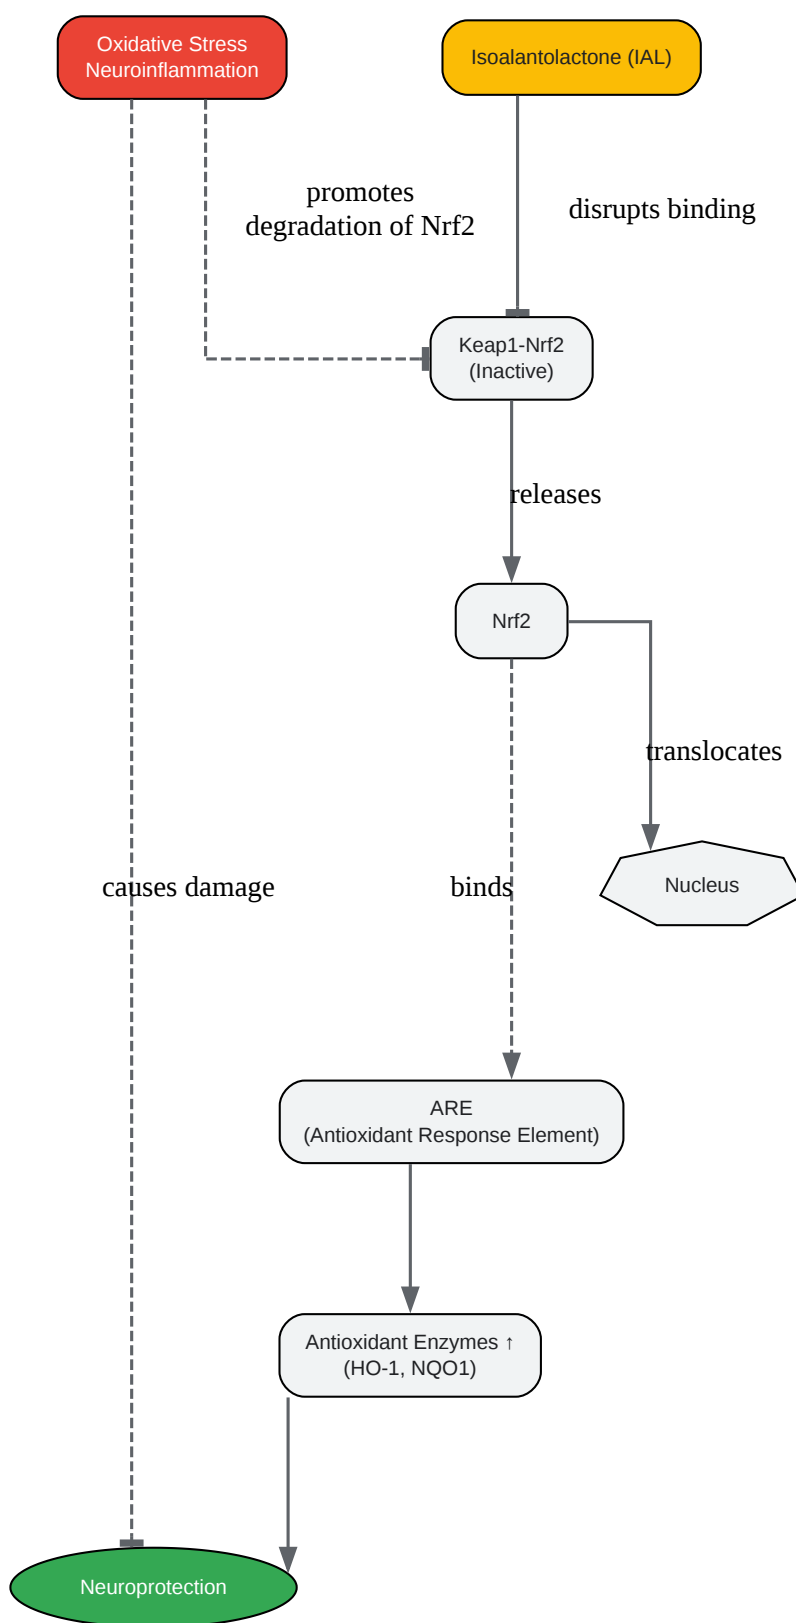 Oxidative Stress
Neuroinflammation
Isoalantolactone (IAL)
promotes
degradation of Nrf2
disrupts binding
Keap1-Nrf2
(Inactive)
releases
Nrf2
translocates
causes damage
binds
Nucleus
ARE
(Antioxidant Response Element)
Antioxidant Enzymes ↑
(HO-1, NQO1)
Neuroprotection